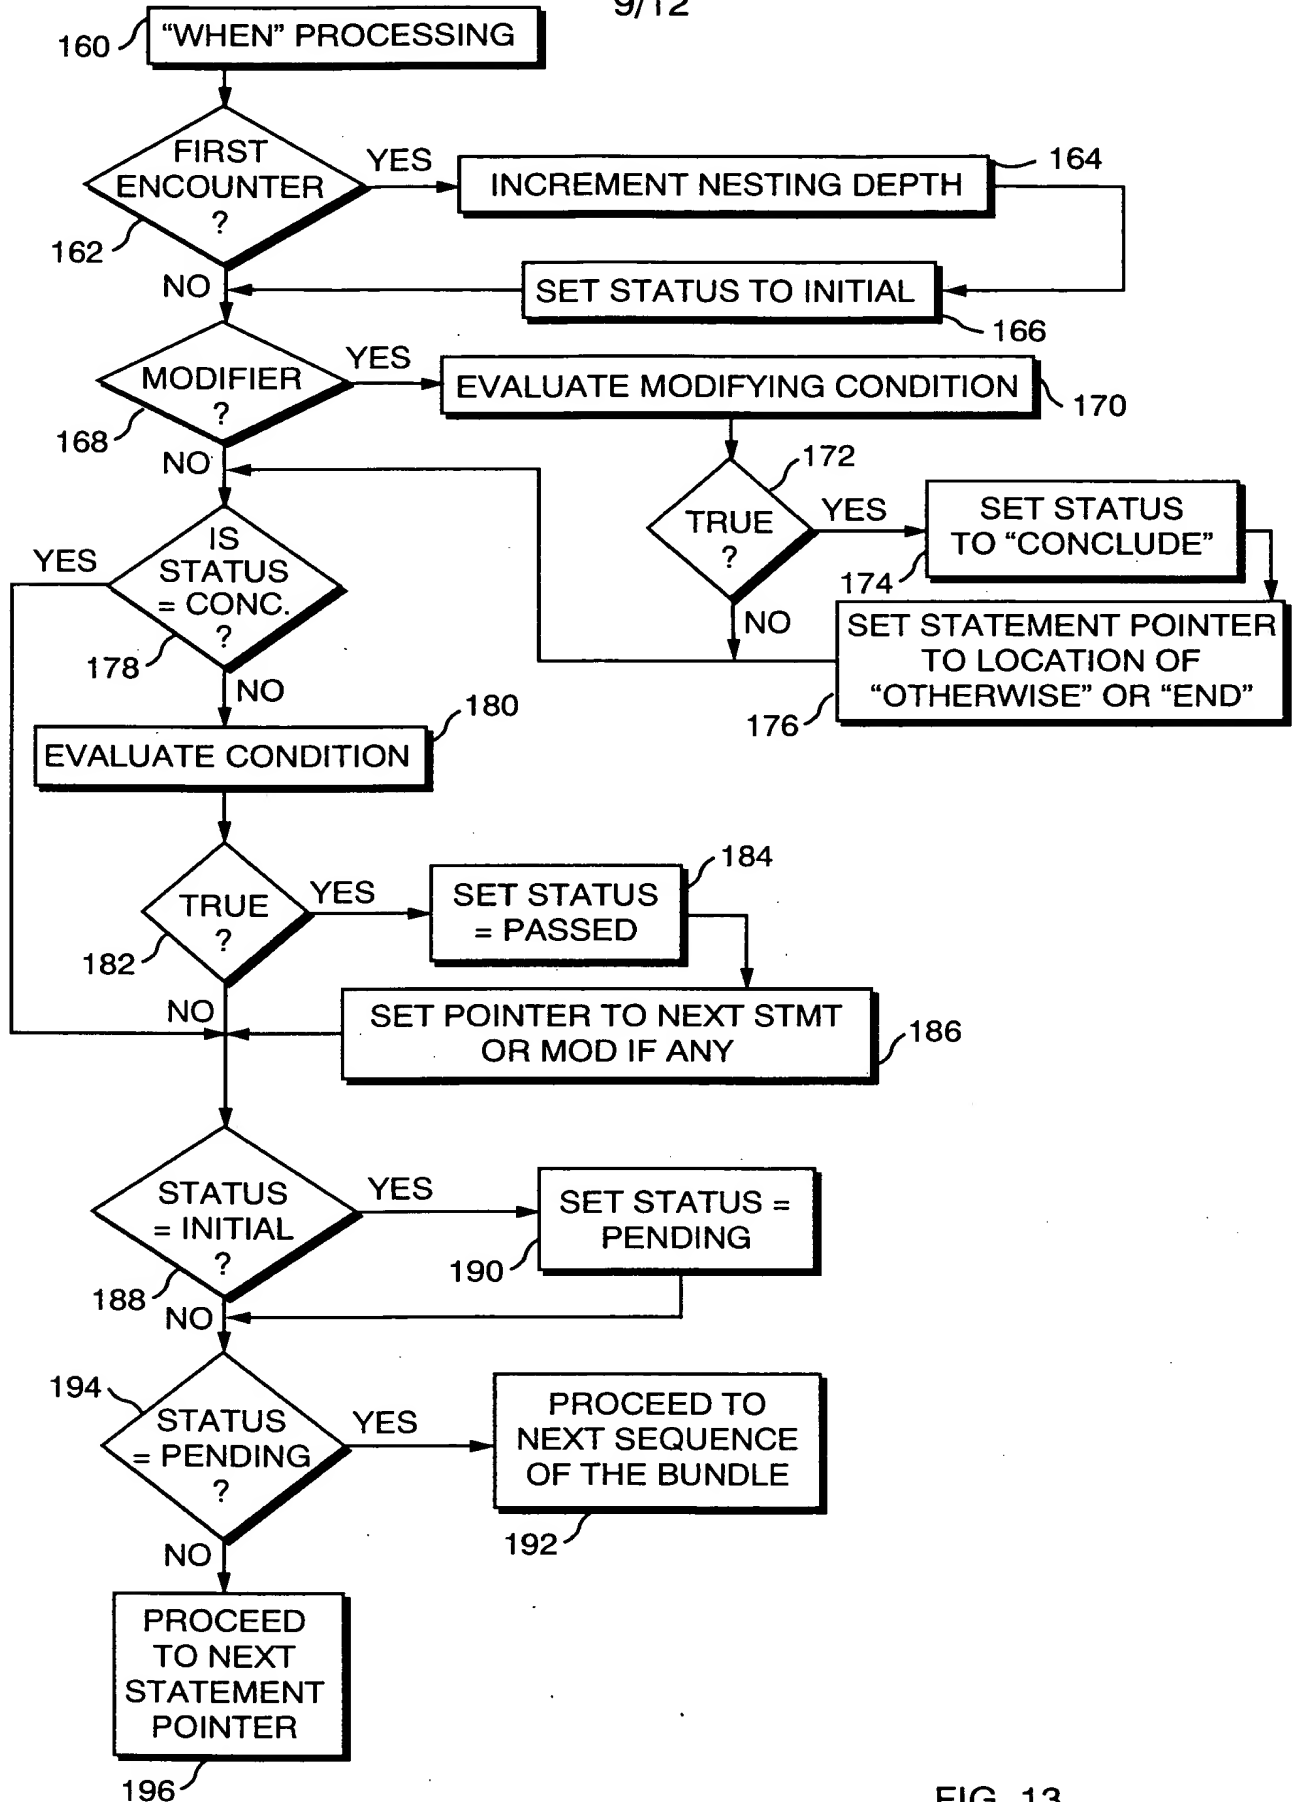 9/12
160
“WHEN” PROCESSING
FIRST
ENCOUNTER
?
162
YES
INCREMENT NESTING DEPTH
164
NO
SET STATUS TO INITIAL
166
MODIFIER
?
168
YES
EVALUATE MODIFYING CONDITION
170
NO
172
TRUE
?
YES
SET STATUS
TO “CONCLUDE”
174
NO
SET STATEMENT POINTER
TO LOCATION OF
“OTHERWISE” OR “END”
176
YES
IS
STATUS
= CONC.
?
178
NO
180
EVALUATE CONDITION
TRUE
?
182
YES
SET STATUS
= PASSED
184
NO
SET POINTER TO NEXT STMT
OR MOD IF ANY
186
STATUS
= INITIAL
?
188
YES
SET STATUS =
PENDING
190
NO
194
STATUS
= PENDING
?
YES
PROCEED TO
NEXT SEQUENCE
OF THE BUNDLE
192
NO
PROCEED
TO NEXT
STATEMENT
POINTER
196
FIG. 13